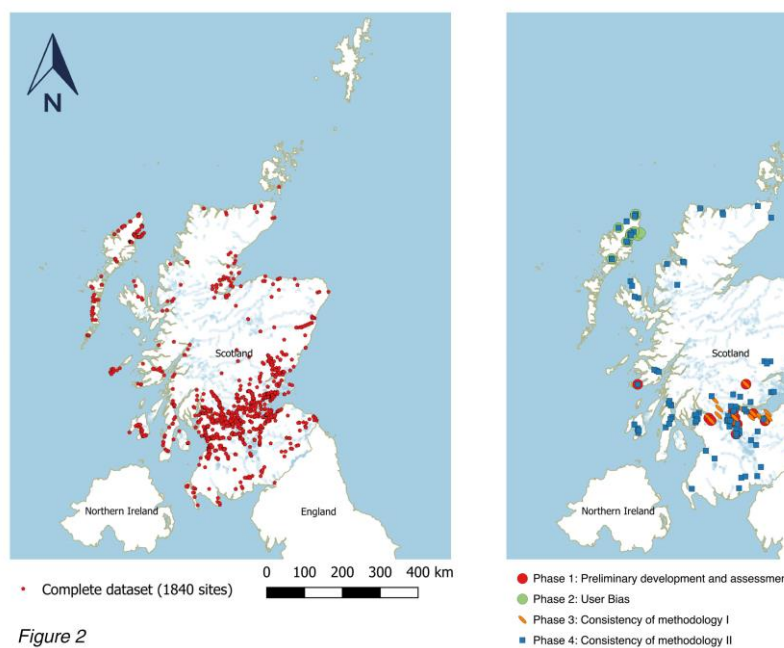 N
Scotland
Northern Ireland
England
Complete dataset (1840 sites)
0 100 200 300 400 km
Figure 2
Scotland
Northern Ireland
Phase 1: Preliminary development and assessmen
Phase 2: User Bias
Phase 3: Consistency of methodology I
Phase 4: Consistency of methodology II